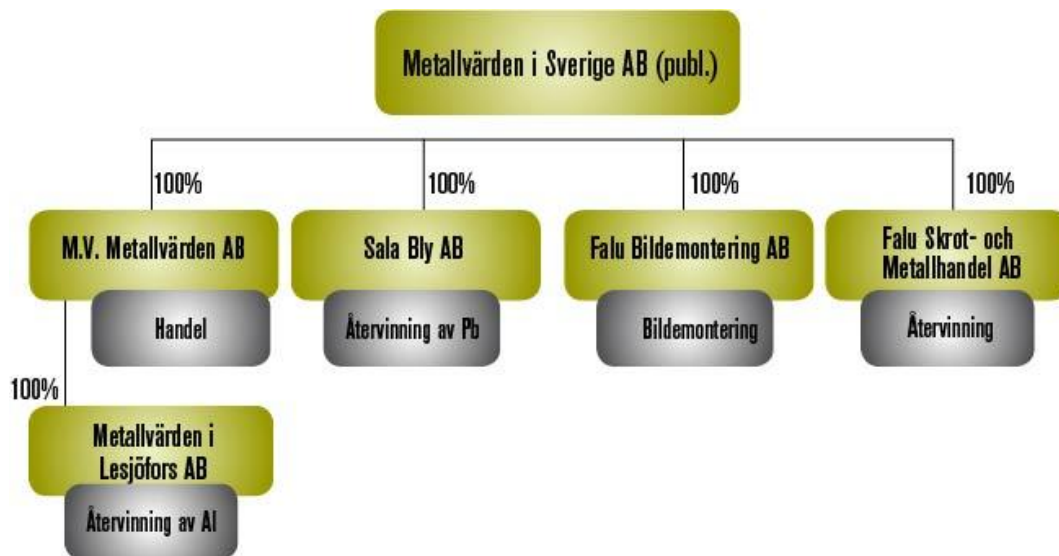 Metallvärden i Sverige AB (publ.)
100%
100%
100%
100%
M.V. Metallvärden AB
Handel
Sala Bly AB
Återvinning av Pb
Falu Bildemontering AB
Bildemontering
Falu Skrot- och
Metallhandel AB
Återvinning
100%
Metallvärden i
Lesjöfors AB
Återvinning av Al